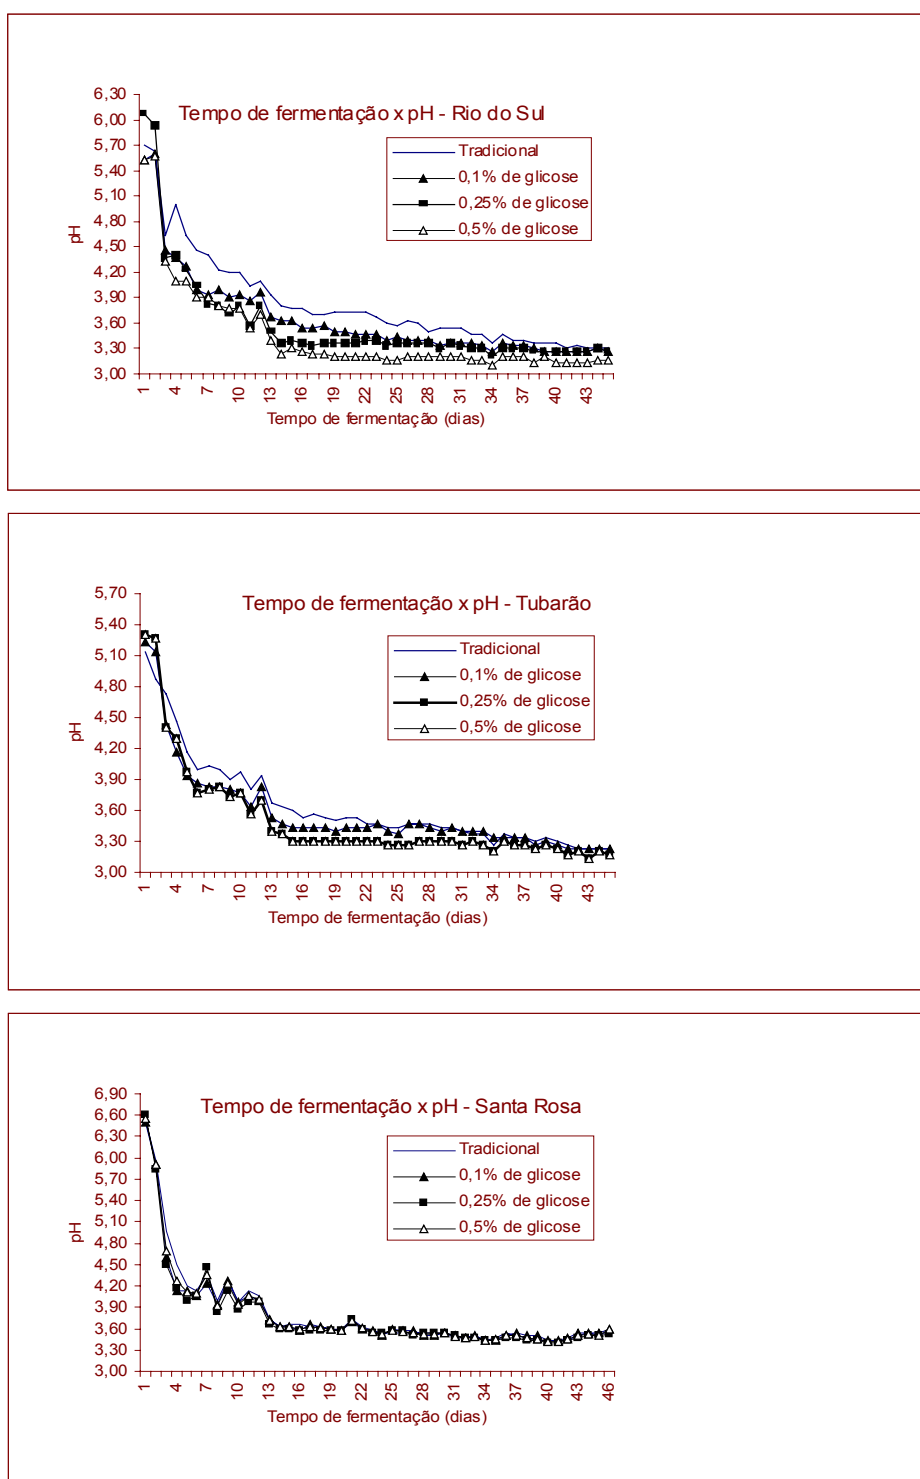 Tempo de fermentação x pH - Rio do Sul
6,30
6,00
5,70
5,40
5,10
4,80
4,50
4,20
3,90
3,60
3,30
3,00
pH
Tradicional
0,1% de glicose
0,25% de glicose
0,5% de glicose
1 4 7 10 13 16 19 22 25 28 31 34 37 40 43
Tempo de fermentação (dias)
Tempo de fermentação x pH - Tubarão
5,70
5,40
5,10
4,80
4,50
4,20
3,90
3,60
3,30
3,00
pH
Tradicional
0,1% de glicose
0,25% de glicose
0,5% de glicose
1 4 7 10 13 16 19 22 25 28 31 34 37 40 43
Tempo de fermentação (dias)
Tempo de fermentação x pH - Santa Rosa
6,90
6,60
6,30
6,00
5,70
5,40
5,10
4,80
4,50
4,20
3,90
3,60
3,30
3,00
pH
Tradicional
0,1% de glicose
0,25% de glicose
0,5% de glicose
1 4 7 10 13 16 19 22 25 28 31 34 37 40 43 46
Tempo de fermentação (dias)